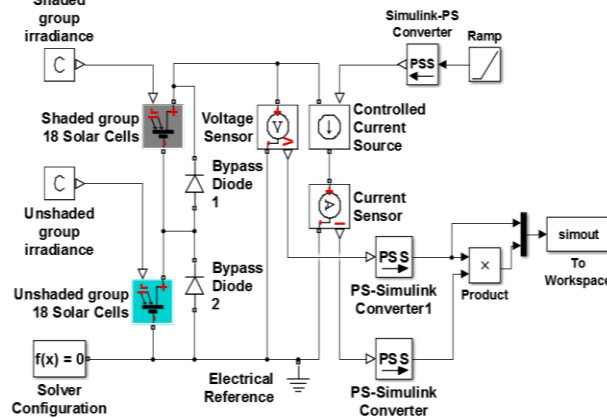 Shaded
group
irradiance
C
Shaded group
18 Solar Cells
Ir
+
Voltage
Sensor
V
V
Simulink-PS
Converter
PSS
Ramp
Controlled
Current
Source
Bypass
Diode
1
C
Unshaded
group
irradiance
Current
Sensor
A
I
Unshaded group
18 Solar Cells
Ir
+
Bypass
Diode
2
PSS
PS-Simulink
Converter1
×
Product
simout
To
Workspace
f(x) = 0
Solver
Configuration
Electrical
Reference
PSS
PS-Simulink
Converter